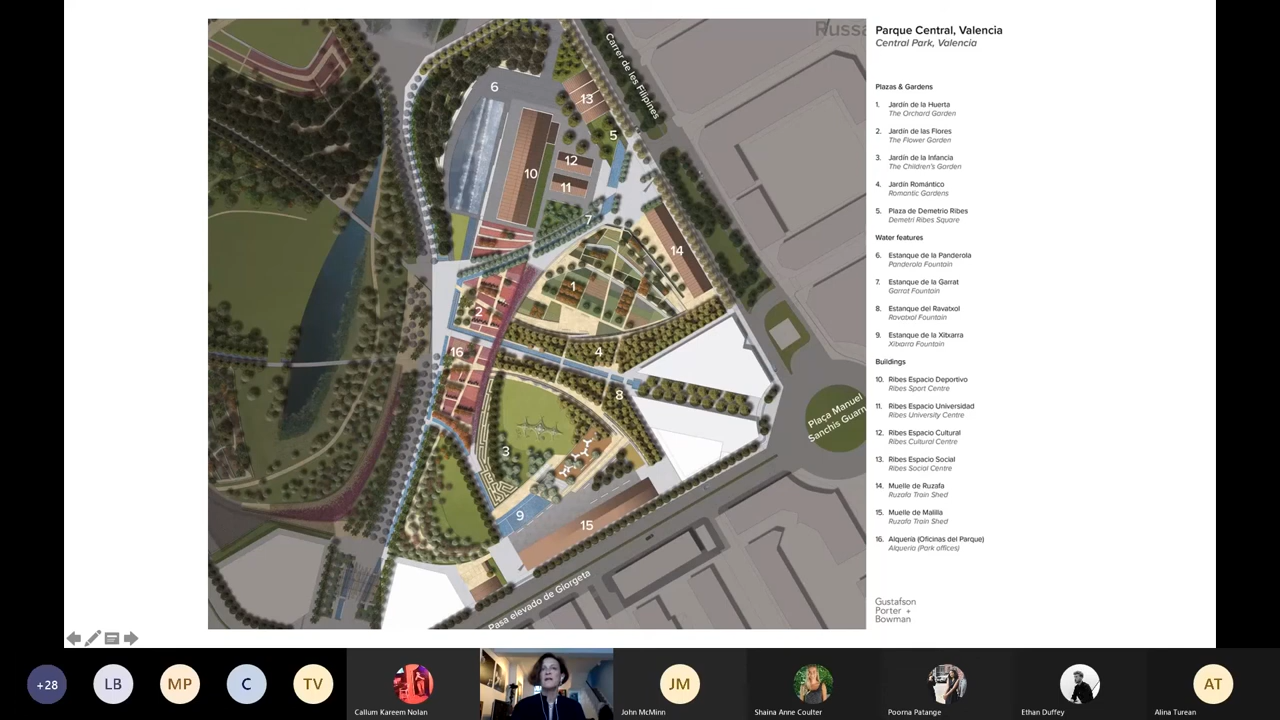 Russa
Parque Central, Valencia
Central Park, Valencia
Carrer de les Filipines
6
13
5
12
10
11
7
14
1
2
16
4
8
3
9
15
Plaça Manuel
Sanchis Guarn
Pasa elevado de Giorgeta
Plazas & Gardens
1. Jardín de la Huerta
The Orchard Garden
2. Jardín de las Flores
The Flower Garden
3. Jardín de la Infancia
The Children's Garden
4. Jardín Romántico
Romantic Gardens
5. Plaza de Demetrio Ribes
Demetri Ribes Square
Water features
6. Estanque de la Panderola
Panderola Fountain
7. Estanque de la Garrat
Garrat Fountain
8. Estanque del Ravatxol
Ravatxol Fountain
9. Estanque de la Xitxarra
Xitxarra Fountain
Buildings
10. Ribes Espacio Deportivo
Ribes Sport Centre
11. Ribes Espacio Universidad
Ribes University Centre
12. Ribes Espacio Cultural
Ribes Cultural Centre
13. Ribes Espacio Social
Ribes Social Centre
14. Muelle de Ruzafa
Ruzafa Train Shed
15. Muelle de Malilla
Ruzafa Train Shed
16. Alquería (Oficinas del Parque)
Alqueria (Park offices)
Gustafson
Porter +
Bowman
+28
LB
MP
C
TV
Callum Kareem Nolan
JM
John McMinn
Shaina Anne Coulter
Poorna Patange
Ethan Duffey
AT
Alina Turean